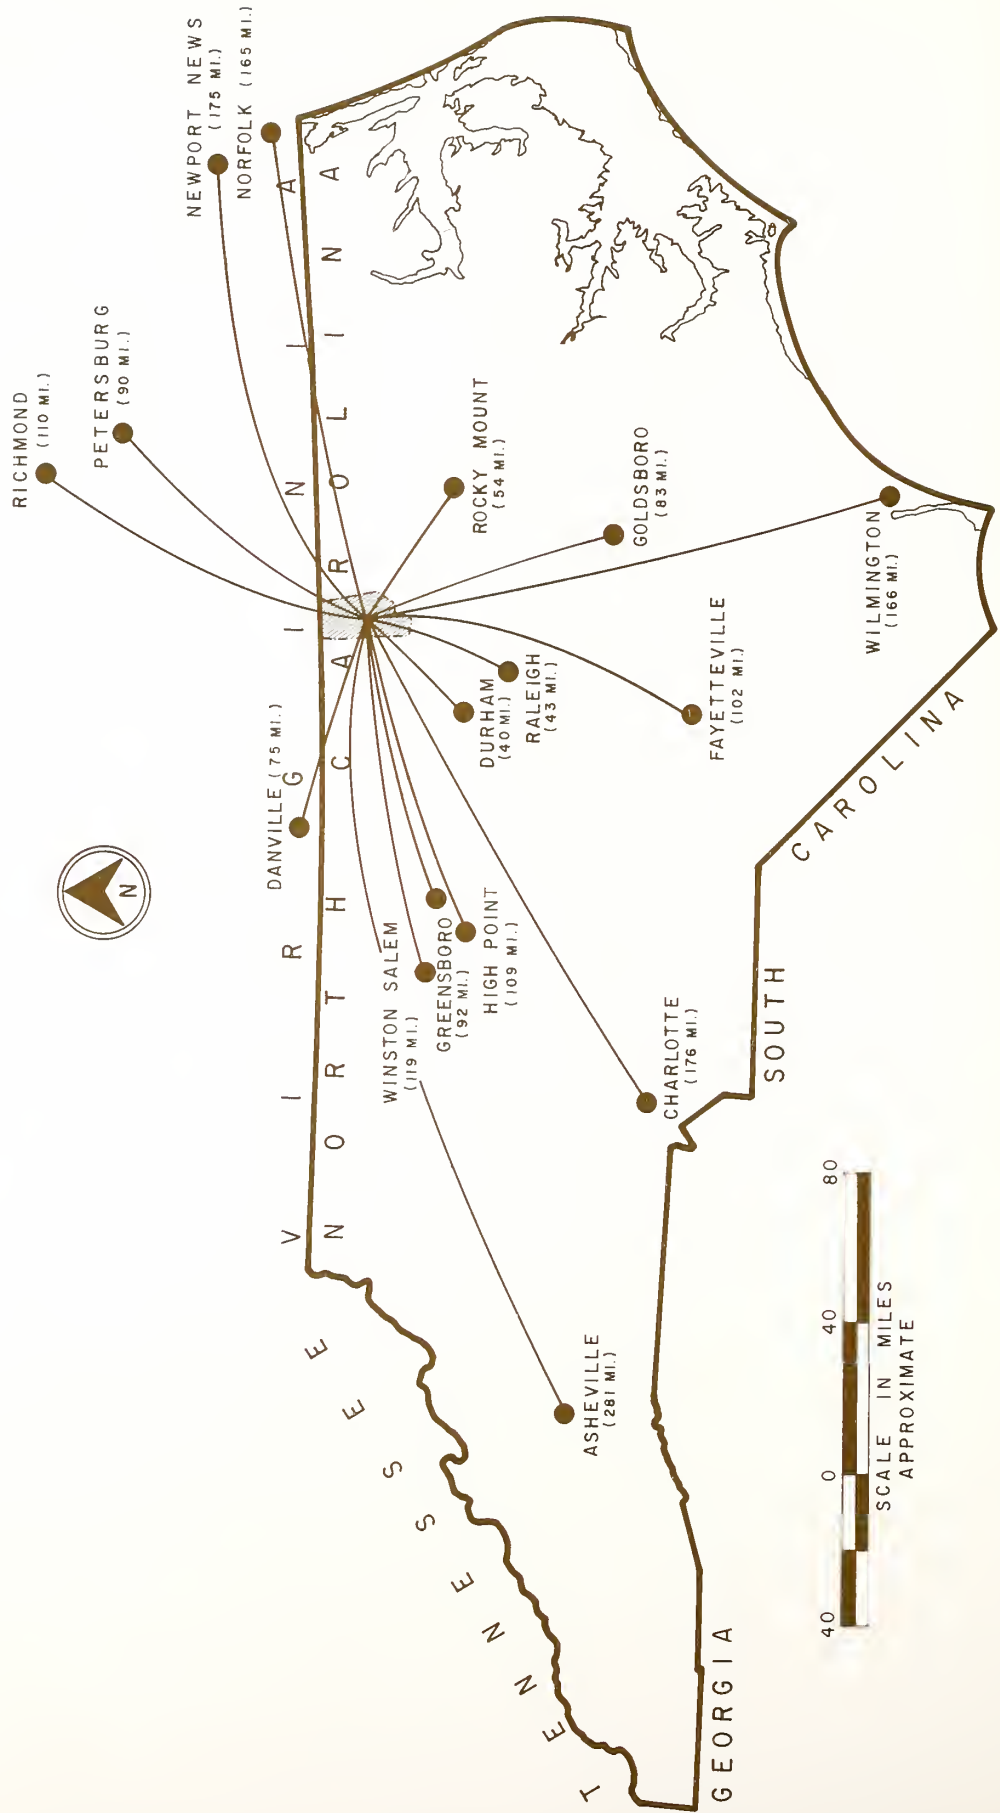 RICHMOND
(110 MI.)
PETERSBURG
(90 MI.)
NEWPORT NEWS
(175 MI.)
NORFOLK (165 MI.)
N
DANVILLE (75 MI.)
VIRGINIA
NORTH CAROLINA
TENNESSEE
WINSTON SALEM
(119 MI.)
GREENSBORO
(92 MI.)
HIGH POINT
(109 MI.)
DURHAM
(40 MI.)
RALEIGH
(43 MI.)
ROCKY MOUNT
(54 MI.)
GOLDSBORO
(83 MI.)
ASHEVILLE
(281 MI.)
CHARLOTTE
(176 MI.)
FAYETTEVILLE
(102 MI.)
WILMINGTON
(166 MI.)
GEORGIA
SOUTH CAROLINA
40 0 40 80
SCALE IN MILES
APPROXIMATE